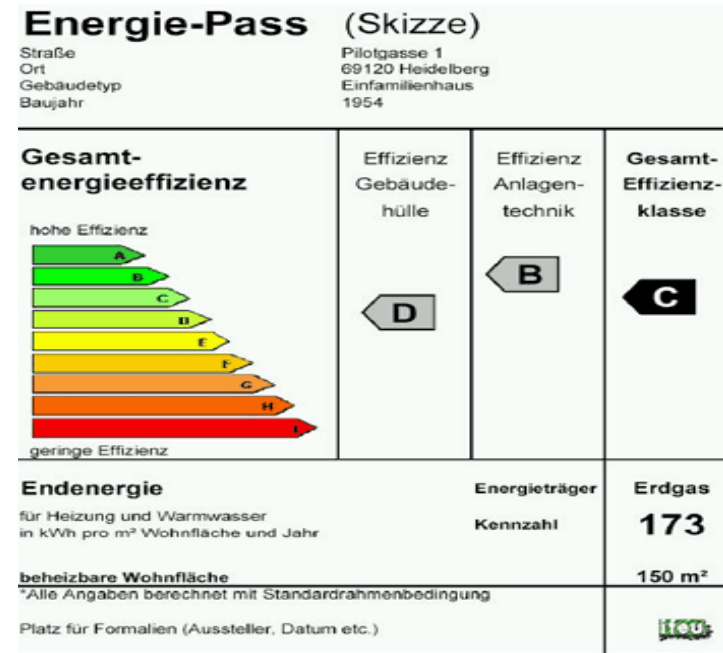 Energie-Pass (Skizze)
Straße Pilotgasse 1
Ort 69120 Heidelberg
Gebäudetyp Einfamilienhaus
Baujahr 1954
Gesamt-
energieeffizienz
hohe Effizienz
A
B
C
D
E
F
G
H
I
geringe Effizienz
Effizienz
Gebäude-
hülle
D
Effizienz
Anlagen-
technik
B
Gesamt-
Effizienz-
klasse
C
Endenergie Energieträger Erdgas
für Heizung und Warmwasser
in kWh pro m² Wohnfläche und Jahr
Kennzahl 173
beheizbare Wohnfläche 150 m²
*Alle Angaben berechnet mit Standardrahmenbedingung
Platz für Formalien (Aussteller, Datum etc.)
ifeu